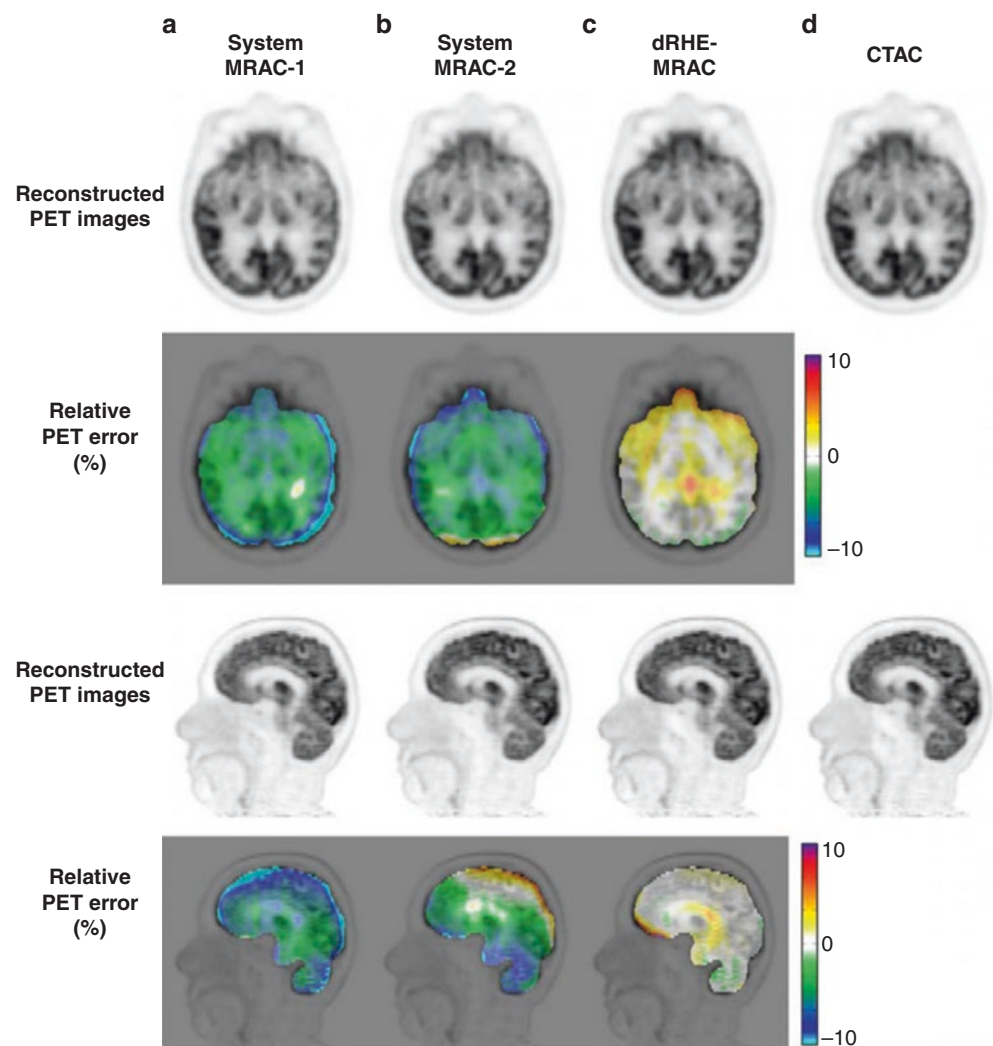 a
b
c
d
System
MRAC-1
System
MRAC-2
dRHE-
MRAC
CTAC
Reconstructed
PET images
Relative
PET error
(%)
10
0
–10
Reconstructed
PET images
Relative
PET error
(%)
10
0
–10